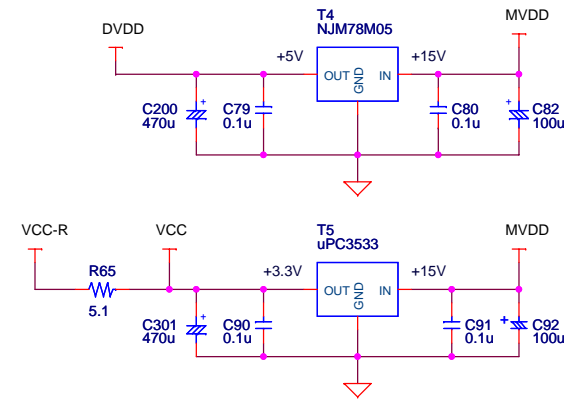 T4
NJM78M05
DVDD
MVDD
+5V
+15V
OUT
GND
IN
C200
470u
C79
0.1u
C80
0.1u
+
C82
100u
+
T5
uPC3533
VCC-R
VCC
MVDD
R65
5.1
+3.3V
+15V
OUT
GND
IN
C301
470u
+
C90
0.1u
C91
0.1u
+
C92
100u